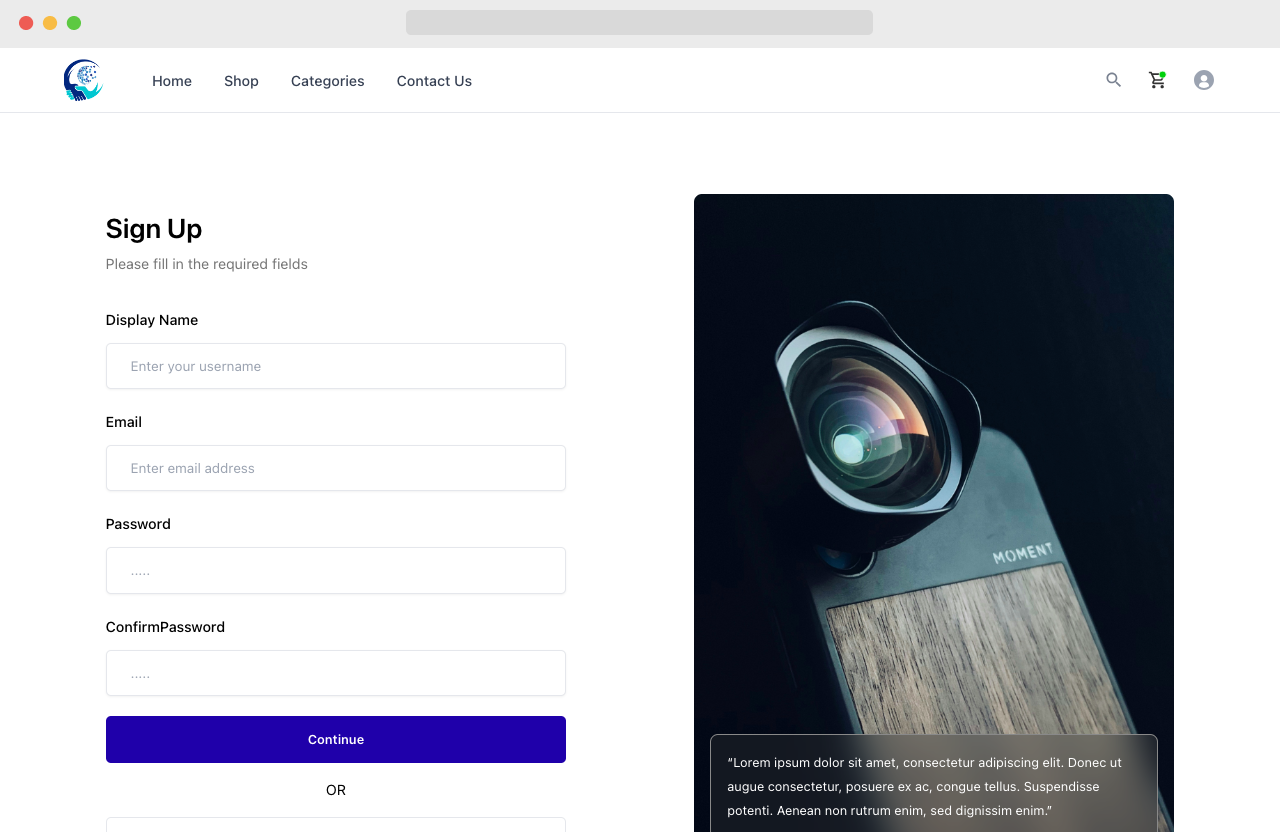 Home Shop Categories Contact Us
Sign Up
Please fill in the required fields
Display Name
Enter your username
Email
Enter email address
Password
.....
ConfirmPassword
.....
Continue
OR
MOMENT
“Lorem ipsum dolor sit amet, consectetur adipiscing elit. Donec ut
augue consectetur, posuere ex ac, congue tellus. Suspendisse
potenti. Aenean non rutrum enim, sed dignissim enim.”